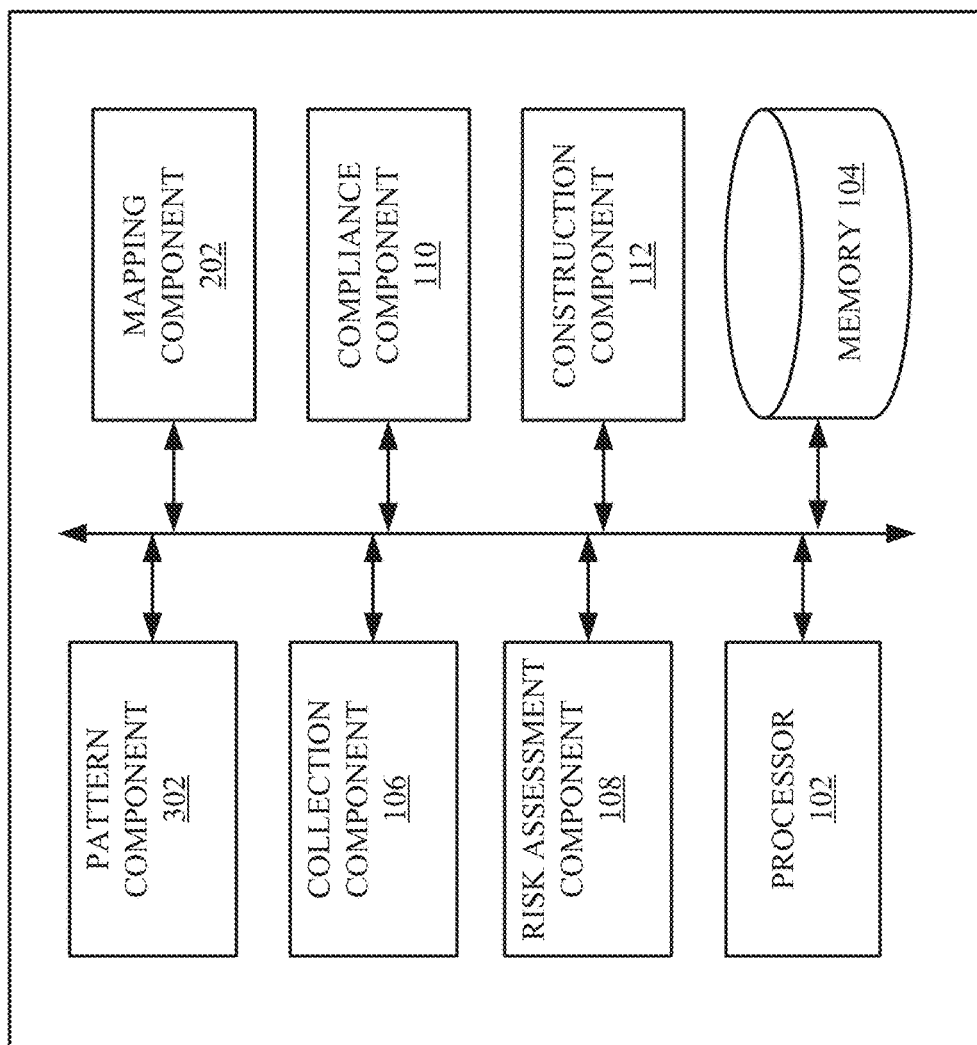 PATTERN
COMPONENT
302
MAPPING
COMPONENT
202
COLLECTION
COMPONENT
106
COMPLIANCE
COMPONENT
110
RISK ASSESSMENT
COMPONENT
108
CONSTRUCTION
COMPONENT
112
PROCESSOR
102
MEMORY 104